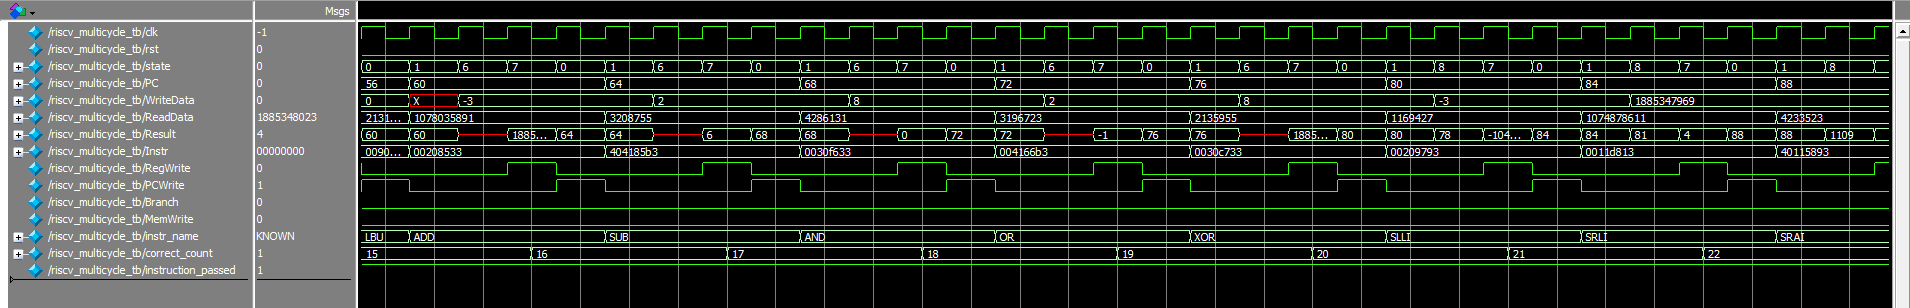 Msgs
/riscv_multicycle_tb/clk -1
/riscv_multicycle_tb/rst 0
/riscv_multicycle_tb/state 0 0 1 6 7 0 1 6 7 0 1 6 7 0 1 6 7 0 1 6 7 0 1 8 7 0 1 8 7 0 1 8
/riscv_multicycle_tb/PC 0 56 60 64 68 72 76 80 84 88
/riscv_multicycle_tb/WriteData 0 0 X -3 2 8 2 8 -3 1885347969
/riscv_multicycle_tb/ReadData 1885348023 2131... 1078035891 3208755 4286131 3196723 2135955 1169427 1074878611 4233523
/riscv_multicycle_tb/Result 4 60 60 1885... 64 64 6 68 68 0 72 72 -1 76 76 1885... 80 80 78 -104... 84 84 81 4 88 88 1109
/riscv_multicycle_tb/Instr 00000000 0090... 00208533 404185b3 0030f633 004166b3 0030c733 00209793 0011d813 40115893
/riscv_multicycle_tb/RegWrite 0
/riscv_multicycle_tb/PCWrite 1
/riscv_multicycle_tb/Branch 0
/riscv_multicycle_tb/MemWrite 0
/riscv_multicycle_tb/instr_name KNOWN LBU ADD SUB AND OR XOR SLLI SRLI SRAI
/riscv_multicycle_tb/correct_count 1 15 16 17 18 19 20 21 22
/riscv_multicycle_tb/instruction_passed 1